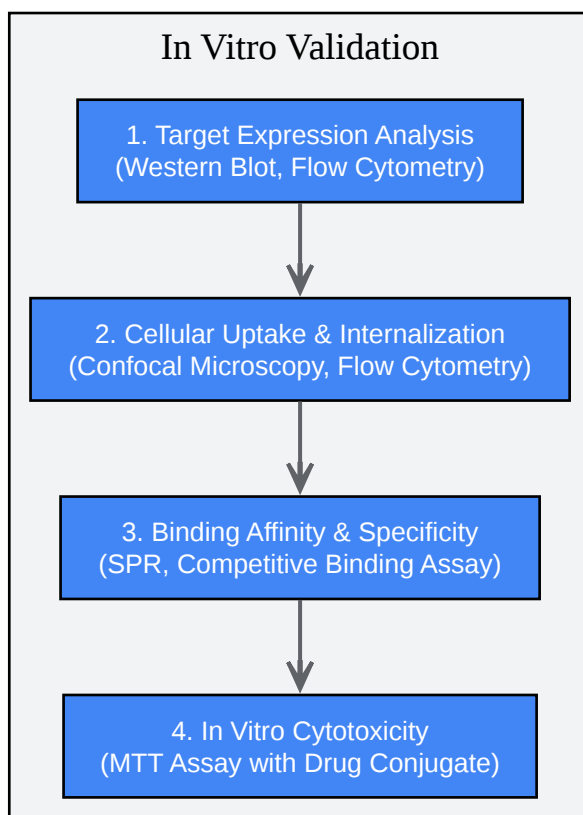 In Vitro Validation
1. Target Expression Analysis
(Western Blot, Flow Cytometry)
2. Cellular Uptake & Internalization
(Confocal Microscopy, Flow Cytometry)
3. Binding Affinity & Specificity
(SPR, Competitive Binding Assay)
4. In Vitro Cytotoxicity
(MTT Assay with Drug Conjugate)